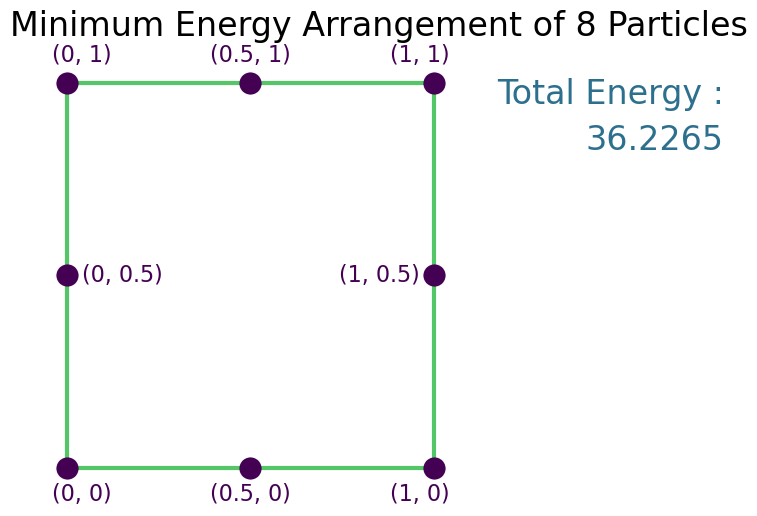 Minimum Energy Arrangement of 8 Particles
(0, 1) (0.5, 1) (1, 1)
Total Energy :
36.2265
(0, 0.5) (1, 0.5)
(0, 0) (0.5, 0) (1, 0)